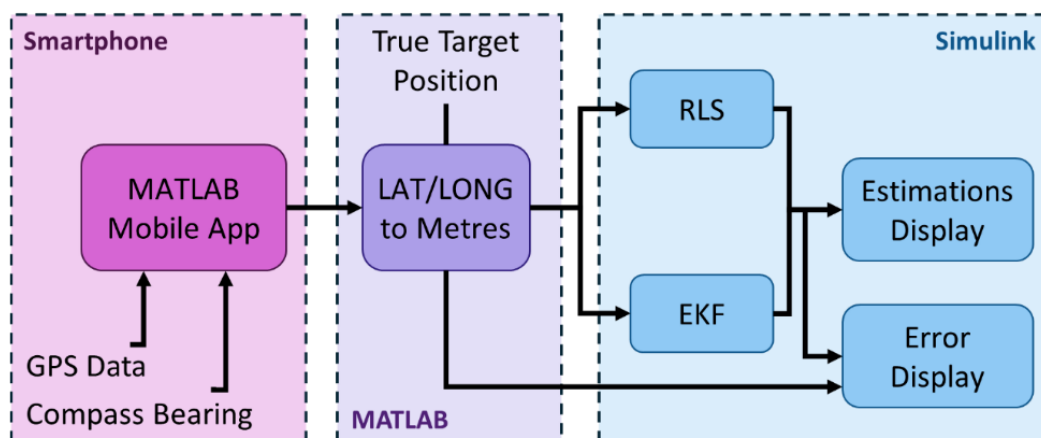 Smartphone
MATLAB
Mobile App
GPS Data
Compass Bearing
True Target
Position
LAT/LONG
to Metres
MATLAB
Simulink
RLS
EKF
Estimations
Display
Error
Display